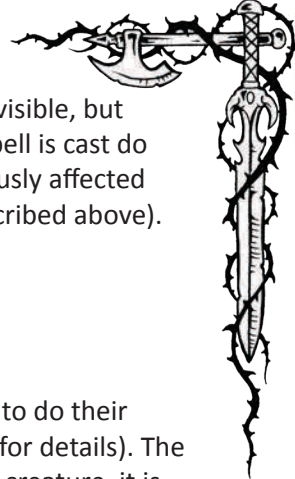 visible, but
pell is cast do
usly affected
cribed above).
to do their
for details). The
creature, it is